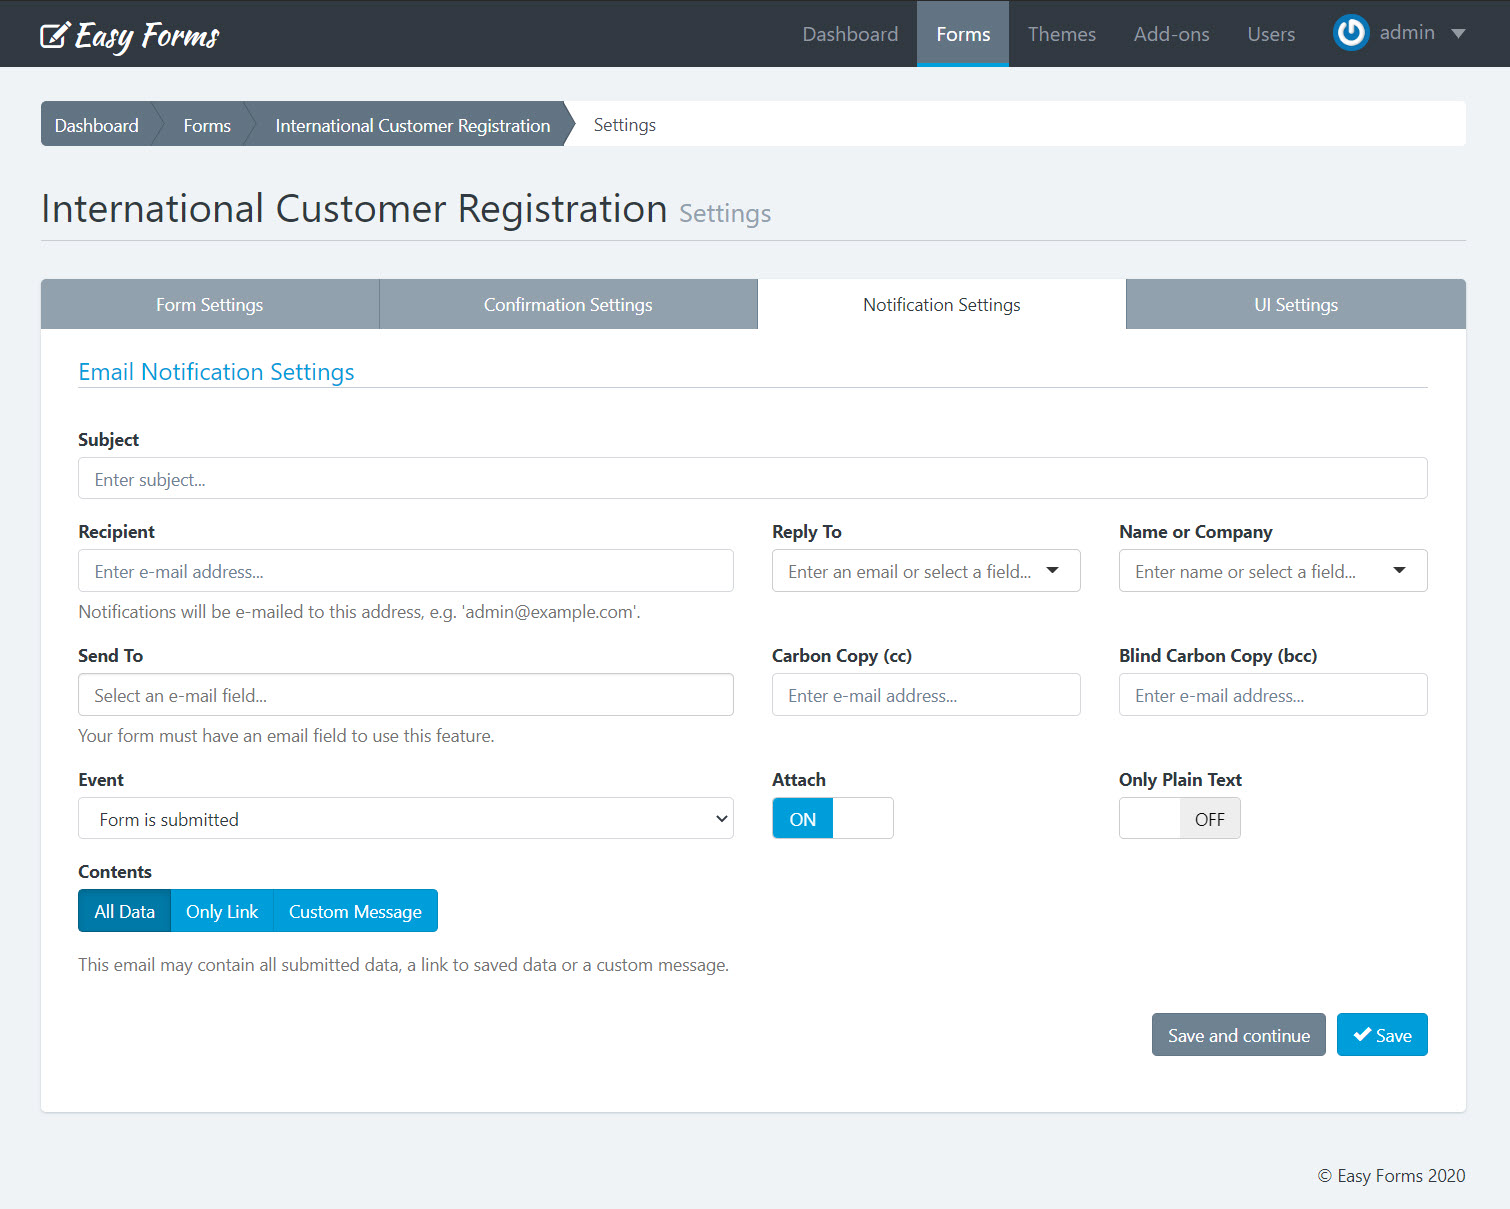 Easy Forms
Dashboard Forms Themes Add-ons Users admin
Dashboard Forms International Customer Registration Settings
International Customer Registration Settings
Form Settings Confirmation Settings Notification Settings UI Settings
Email Notification Settings
Subject
Enter subject...
Recipient Reply To Name or Company
Enter e-mail address... Enter an email or select a field... Enter name or select a field...
Notifications will be e-mailed to this address, e.g. 'admin@example.com'.
Send To Carbon Copy (cc) Blind Carbon Copy (bcc)
Select an e-mail field... Enter e-mail address... Enter e-mail address...
Your form must have an email field to use this feature.
Event Attach Only Plain Text
Form is submitted ON OFF
Contents
All Data Only Link Custom Message
This email may contain all submitted data, a link to saved data or a custom message.
Save and continue Save
© Easy Forms 2020